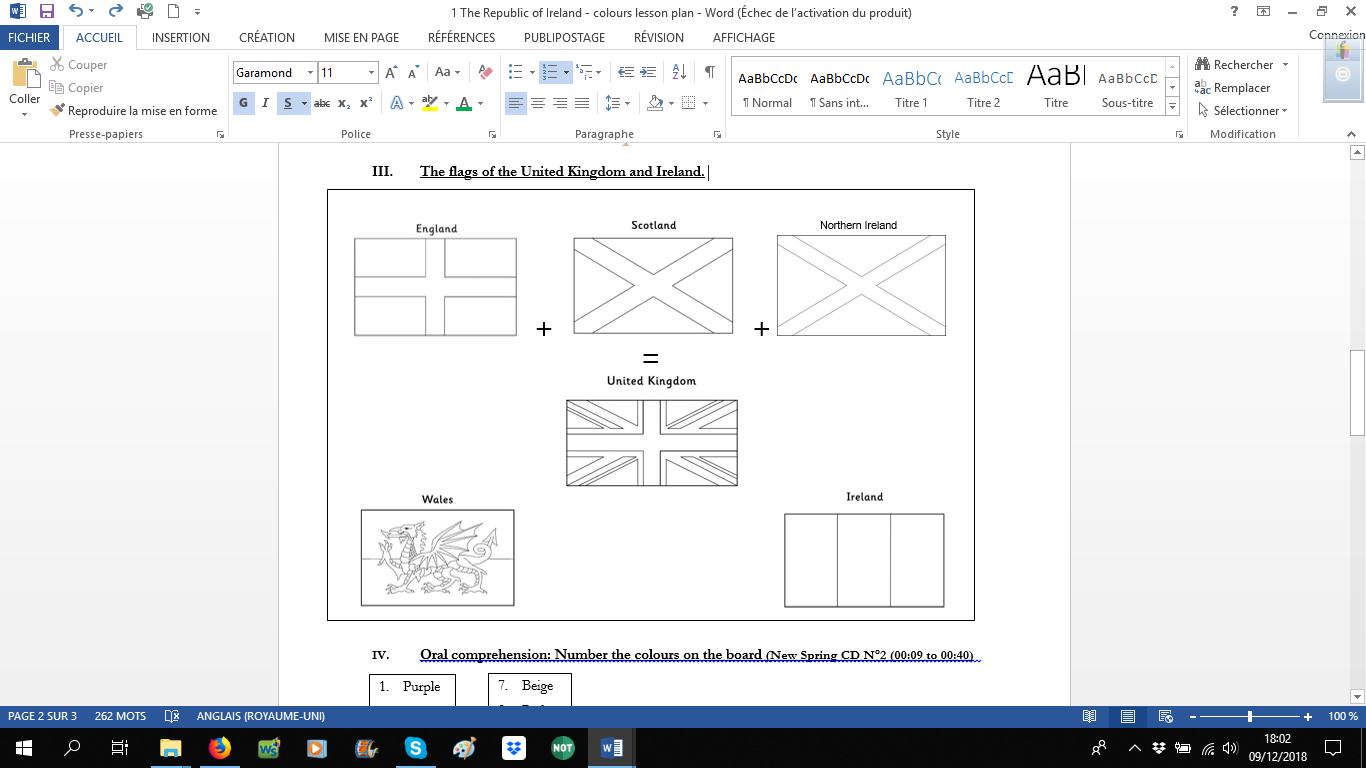 1 The Republic of Ireland - colours lesson plan - Word (Échec de l'activation du produit)
FICHIER ACCUEIL INSERTION CRÉATION MISE EN PAGE RÉFÉRENCES PUBLIPOSTAGE RÉVISION AFFICHAGE Connexion
Coller
Couper
Copier
Reproduire la mise en forme
Presse-papiers
Garamond 11
G I S abc x₂ x²
Police
Paragraphe
AaBbCcDc AaBbCcDc AaBbCc AaBbCcD AaBl AaBbCcD
¶ Normal ¶ Sans int... Titre 1 Titre 2 Titre Sous-titre
Style
Rechercher
Remplacer
Sélectionner
Modification
III. The flags of the United Kingdom and Ireland.
England Scotland Northern Ireland
+ +
=
United Kingdom
Wales Ireland
IV. Oral comprehension: Number the colours on the board (New Spring CD N°2 (00:09 to 00:40)
1. Purple 7. Beige
PAGE 2 SUR 3 262 MOTS ANGLAIS (ROYAUME-UNI) 100 %
NOT
18:02
09/12/2018